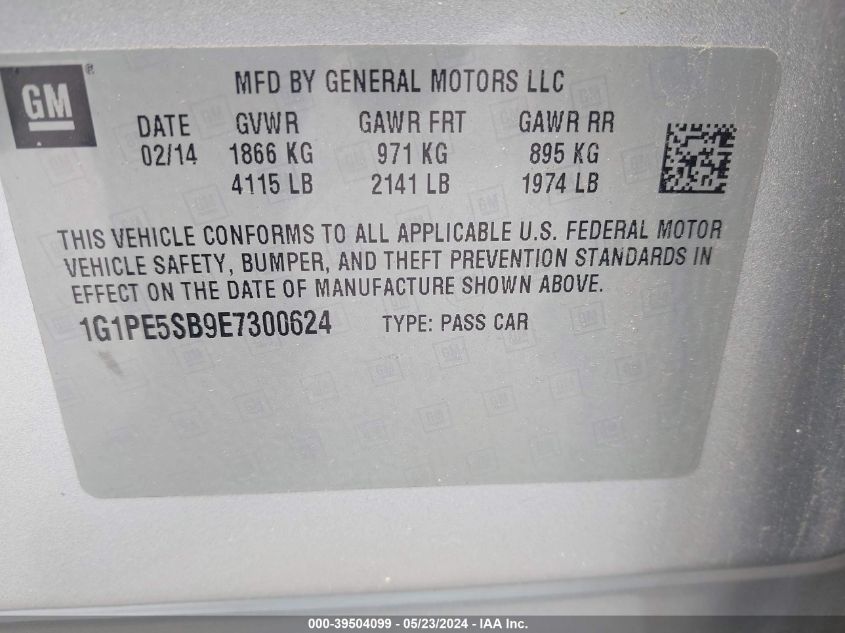 GM ®
MFD BY GENERAL MOTORS LLC
DATE GVWR GAWR FRT GAWR RR
02/14 1866 KG 971 KG 895 KG
4115 LB 2141 LB 1974 LB
THIS VEHICLE CONFORMS TO ALL APPLICABLE U.S. FEDERAL MOTOR
VEHICLE SAFETY, BUMPER, AND THEFT PREVENTION STANDARDS IN
EFFECT ON THE DATE OF MANUFACTURE SHOWN ABOVE.
1G1PE5SB9E7300624 TYPE: PASS CAR
000-39504099 - 05/23/2024 - IAA Inc.